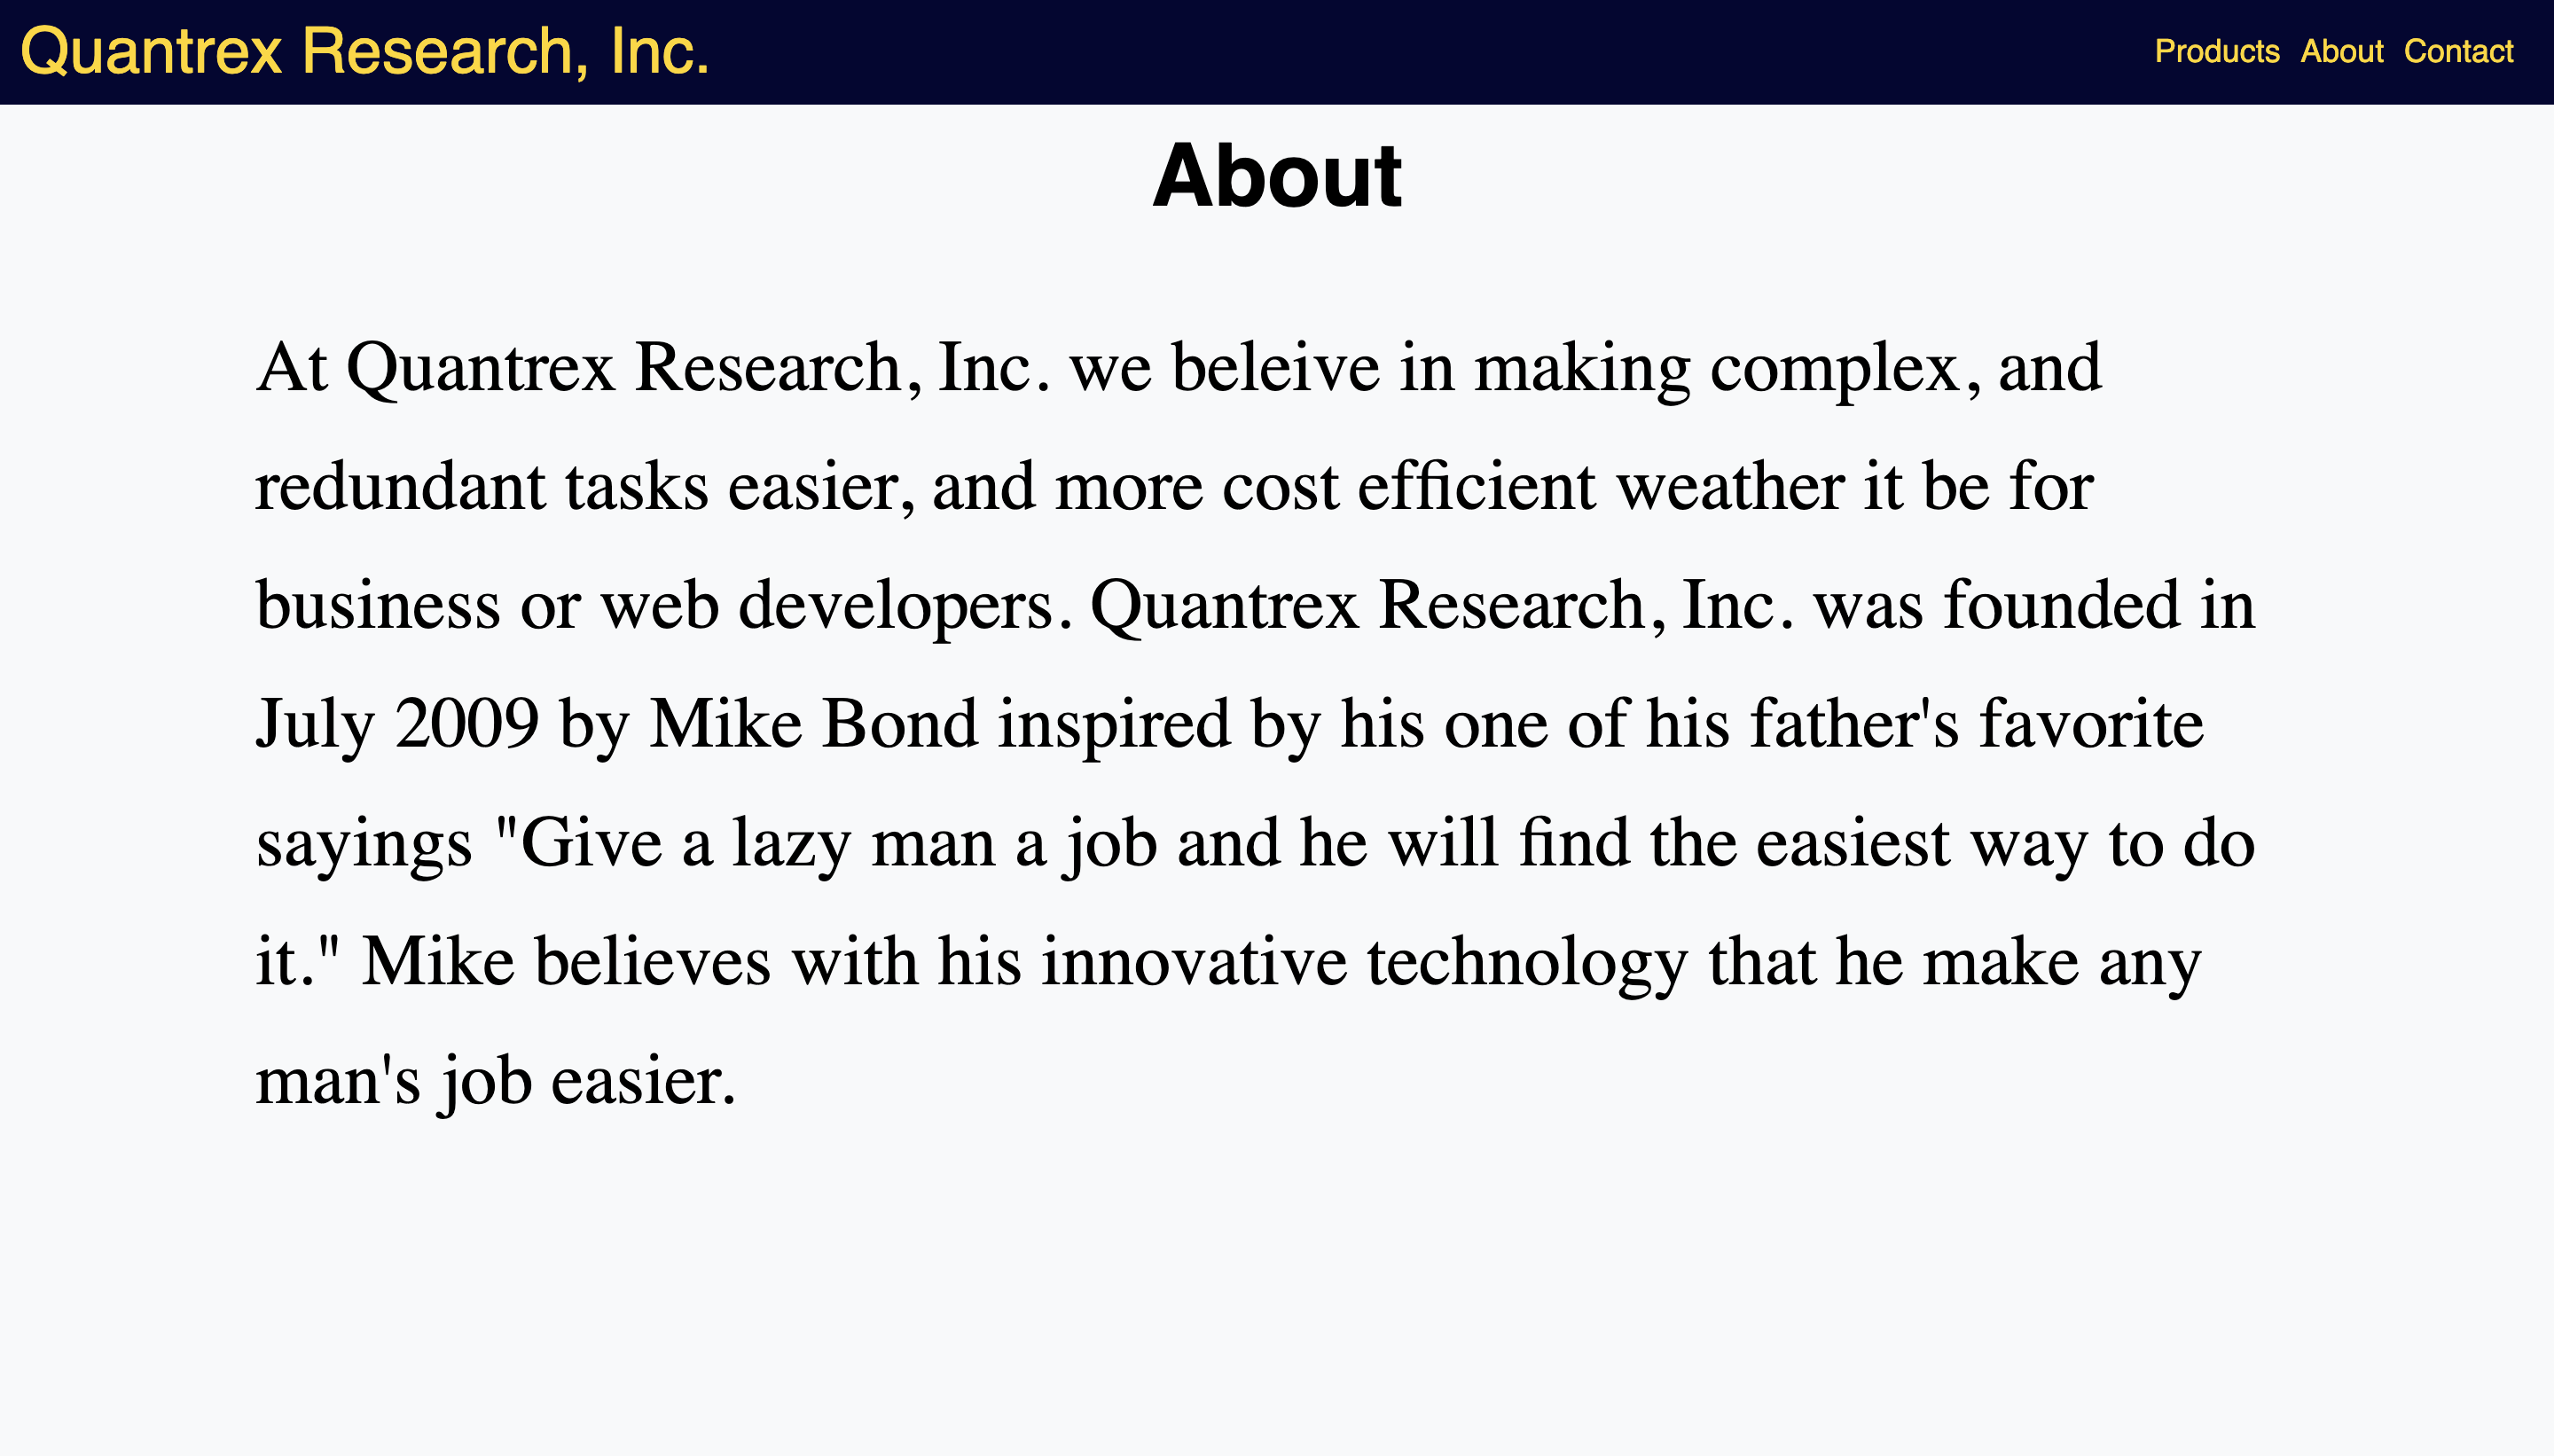 Quantrex Research, Inc.
Products About Contact
About
At Quantrex Research, Inc. we beleive in making complex, and
redundant tasks easier, and more cost efficient weather it be for
business or web developers. Quantrex Research, Inc. was founded in
July 2009 by Mike Bond inspired by his one of his father's favorite
sayings "Give a lazy man a job and he will find the easiest way to do
it." Mike believes with his innovative technology that he make any
man's job easier.